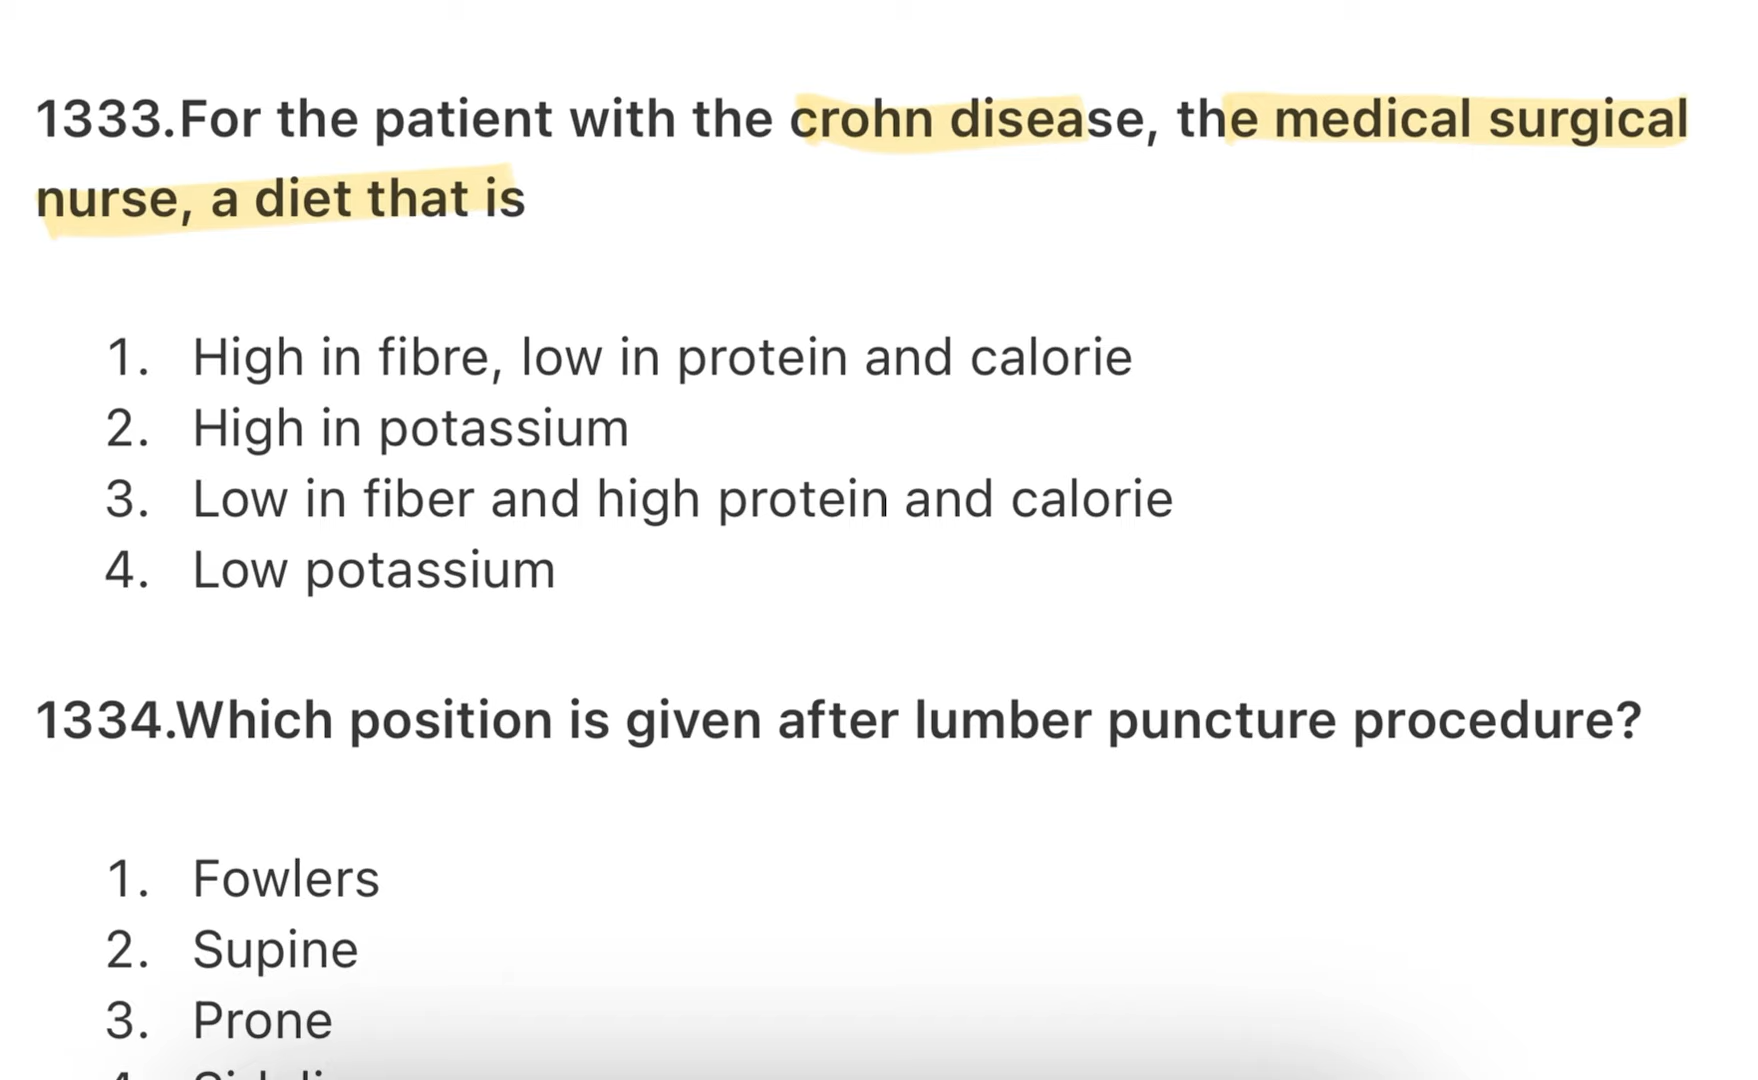 1333.For the patient with the crohn disease, the medical surgical
nurse, a diet that is
1. High in fibre, low in protein and calorie
2. High in potassium
3. Low in fiber and high protein and calorie
4. Low potassium
1334.Which position is given after lumber puncture procedure?
1. Fowlers
2. Supine
3. Prone
4.